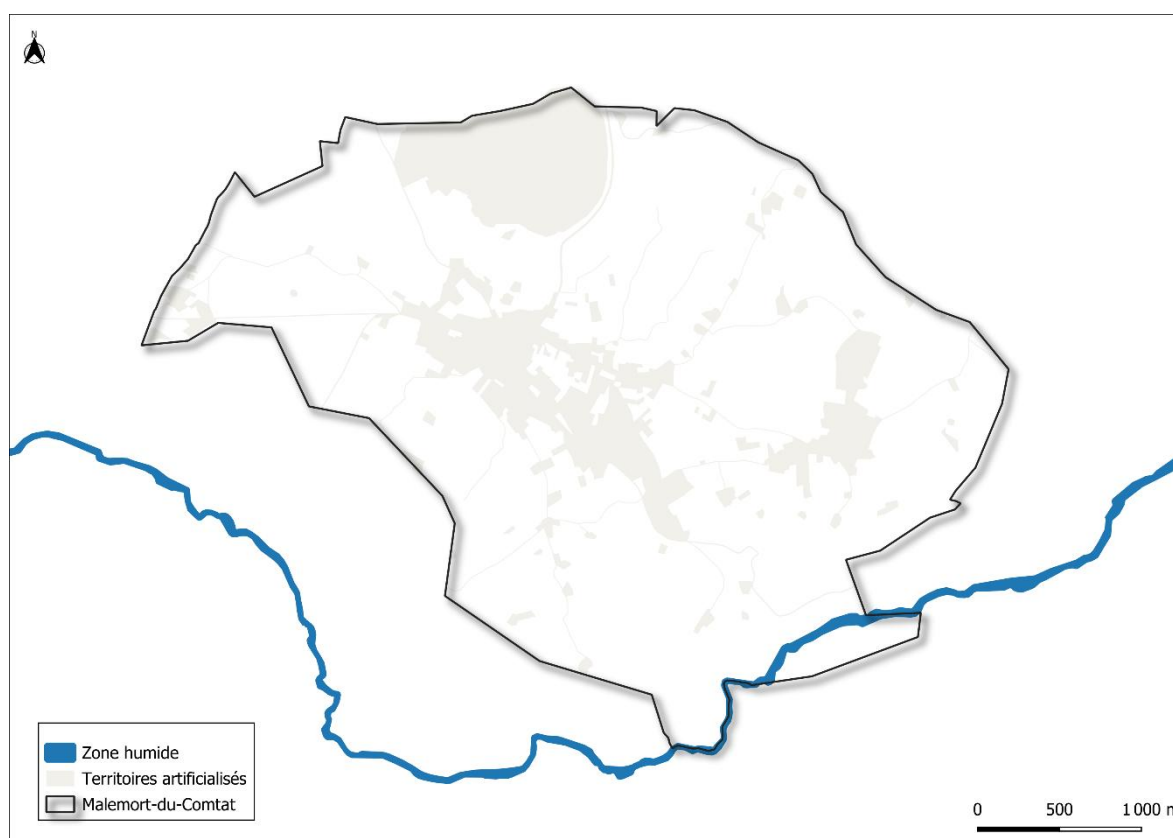 N
Zone humide
Territoires artificialisés
Malemort-du-Comtat
0 500 1 000 m